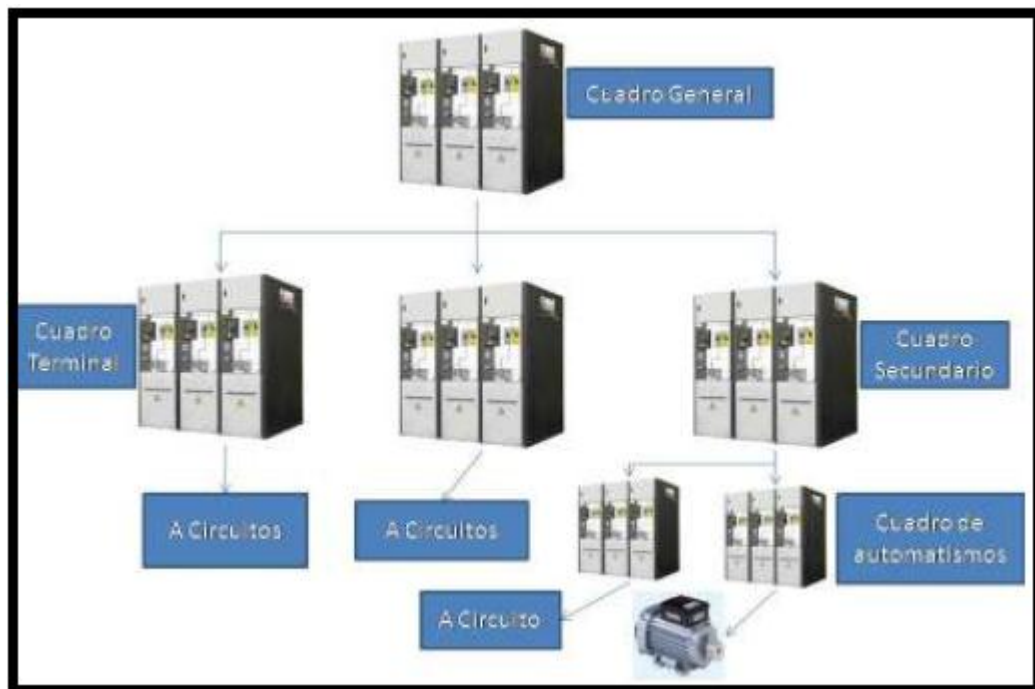 Cuadro General
Cuadro
Terminal
Cuadro
Secundario
A Circuitos
A Circuitos
Cuadro de
automatismos
A Circuito